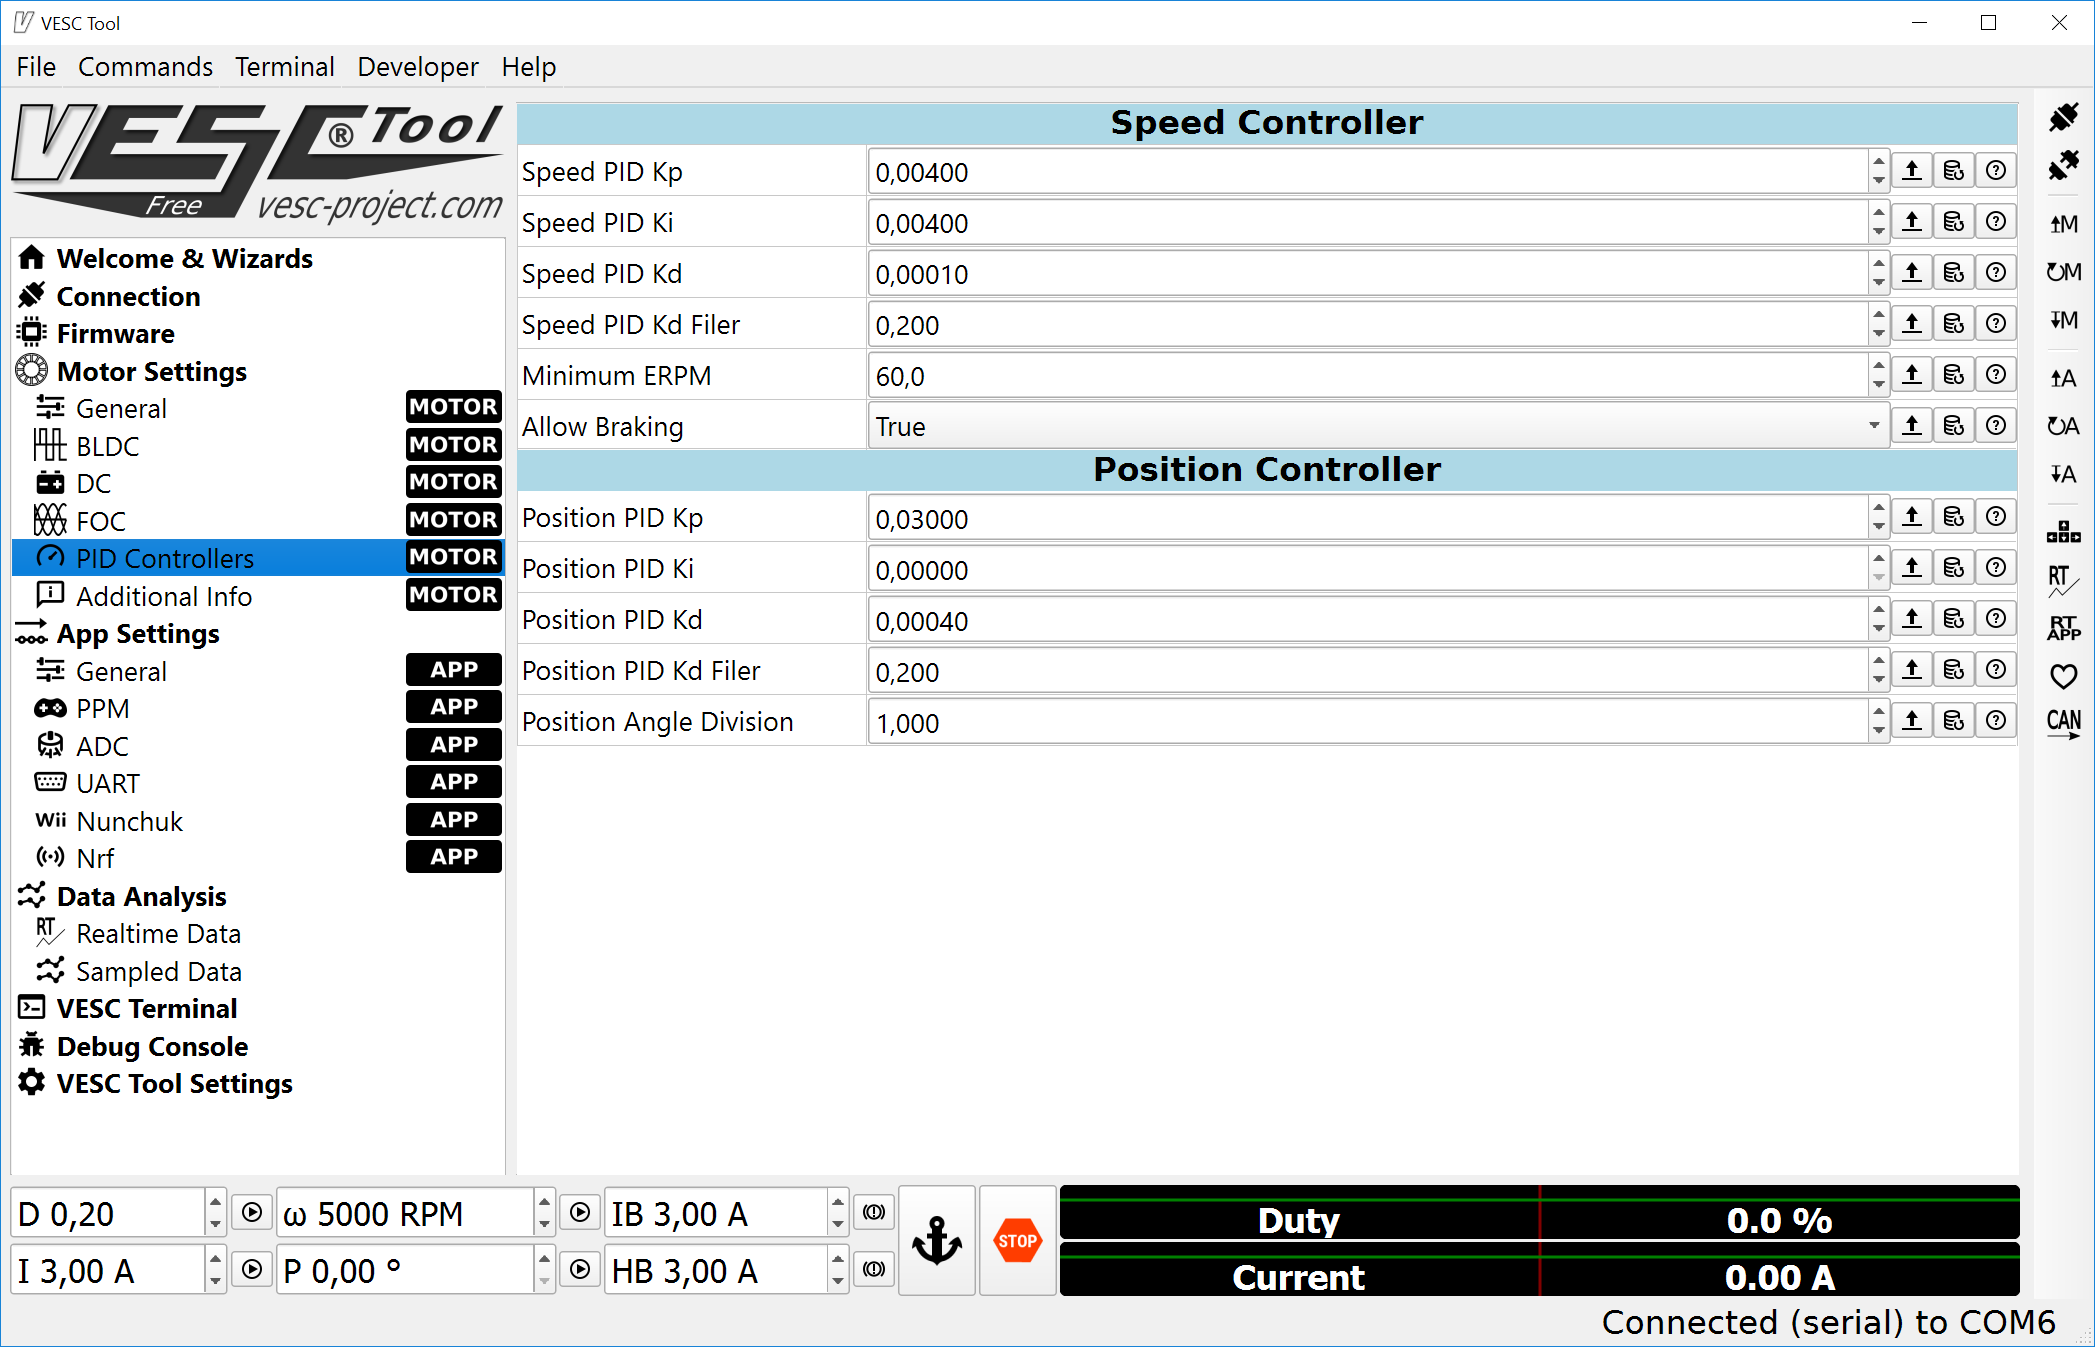 VESC Tool
File Commands Terminal Developer Help
VESC® Tool
Free vesc-project.com
Welcome & Wizards
Connection
Firmware
Motor Settings
General MOTOR
BLDC MOTOR
DC MOTOR
FOC MOTOR
PID Controllers MOTOR
Additional Info MOTOR
App Settings
General APP
PPM APP
ADC APP
UART APP
Wii Nunchuk APP
Nrf APP
Data Analysis
RT Realtime Data
Sampled Data
VESC Terminal
Debug Console
VESC Tool Settings
Speed Controller
Speed PID Kp 0,00400
Speed PID Ki 0,00400
Speed PID Kd 0,00010
Speed PID Kd Filer 0,200
Minimum ERPM 60,0
Allow Braking True
Position Controller
Position PID Kp 0,03000
Position PID Ki 0,00000
Position PID Kd 0,00040
Position PID Kd Filer 0,200
Position Angle Division 1,000
M
M
M
A
A
A
RT
RT
APP
CAN
D 0,20 ω 5000 RPM IB 3,00 A
I 3,00 A P 0,00 ° HB 3,00 A
STOP
Duty 0.0 %
Current 0.00 A
Connected (serial) to COM6